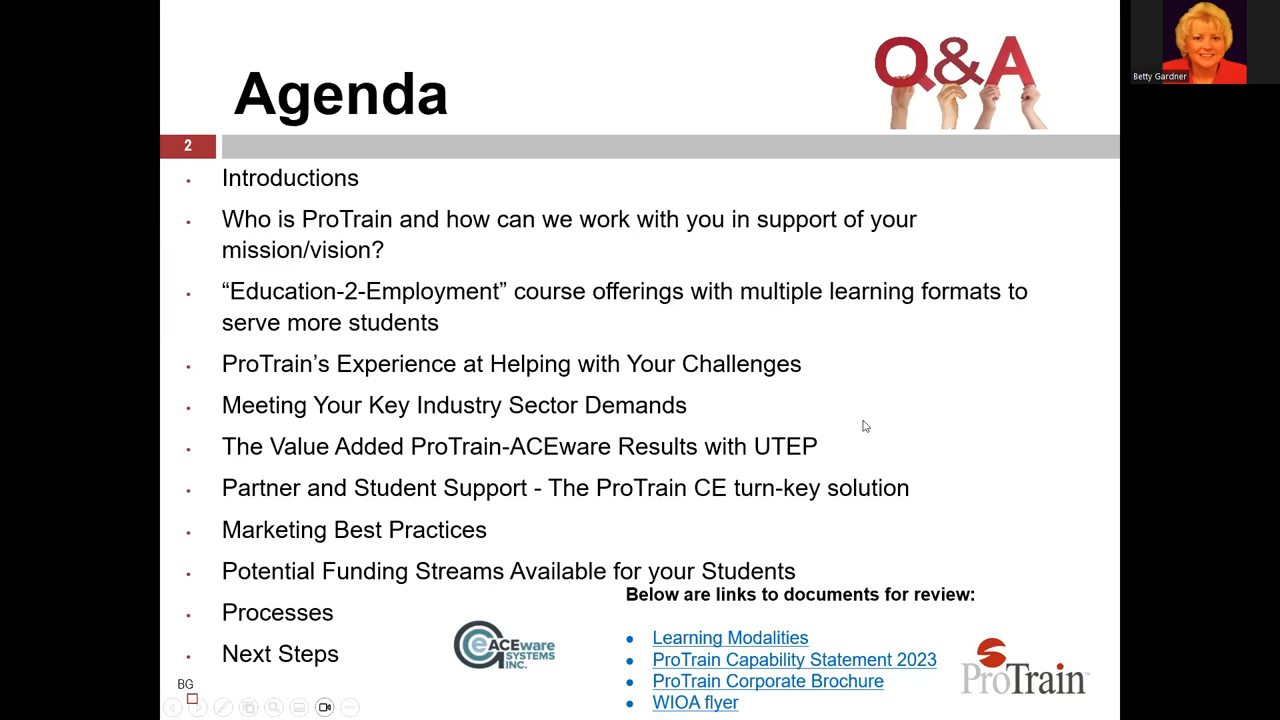 Q&A
Betty Gardner
Agenda
2
• Introductions
• Who is ProTrain and how can we work with you in support of your
mission/vision?
• “Education-2-Employment” course offerings with multiple learning formats to
serve more students
• ProTrain’s Experience at Helping with Your Challenges
• Meeting Your Key Industry Sector Demands
• The Value Added ProTrain-ACEware Results with UTEP
• Partner and Student Support - The ProTrain CE turn-key solution
• Marketing Best Practices
• Potential Funding Streams Available for your Students
• Processes
• Next Steps
Below are links to documents for review:
• Learning Modalities
• ProTrain Capability Statement 2023
• ProTrain Corporate Brochure
• WIOA flyer
ACEware
SYSTEMS
INC.
ProTrain™
BG